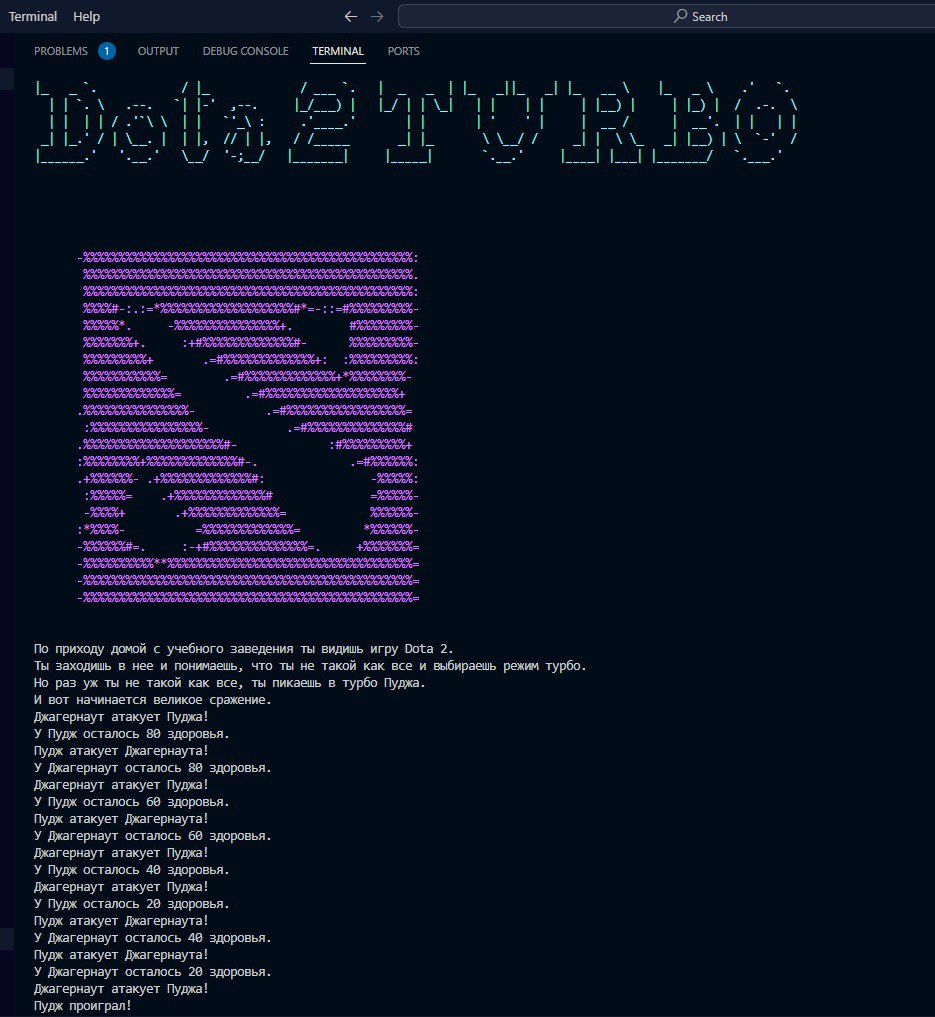 Terminal Help
Search
PROBLEMS 1 OUTPUT DEBUG CONSOLE TERMINAL PORTS
Dota 2 TURBO
По приходу домой с учебного заведения ты видишь игру Dota 2.
Ты заходишь в нее и понимаешь, что ты не такой как все и выбираешь режим турбо.
Но раз уж ты не такой как все, ты пикаешь в турбо Пуджа.
И вот начинается великое сражение.
Джагернаут атакует Пуджа!
У Пудж осталось 80 здоровья.
Пудж атакует Джагернаута!
У Джагернаут осталось 80 здоровья.
Джагернаут атакует Пуджа!
У Пудж осталось 60 здоровья.
Пудж атакует Джагернаута!
У Джагернаут осталось 60 здоровья.
Джагернаут атакует Пуджа!
У Пудж осталось 40 здоровья.
Джагернаут атакует Пуджа!
У Пудж осталось 20 здоровья.
Пудж атакует Джагернаута!
У Джагернаут осталось 40 здоровья.
Пудж атакует Джагернаута!
У Джагернаут осталось 20 здоровья.
Джагернаут атакует Пуджа!
Пудж проиграл!